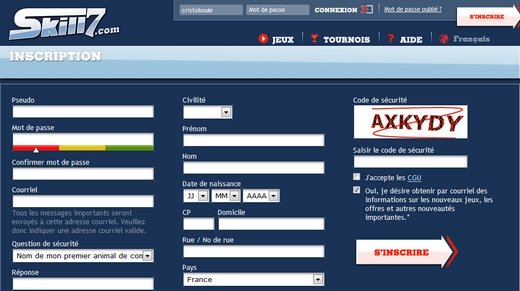 Skill7.com
cristoboule
Mot de passe
CONNEXION
Mot de passe oublié ?
S'INSCRIRE
JEUX
TOURNOIS
? AIDE
Français
INSCRIPTION
Pseudo
Mot de passe
Confirmer mot de passe
Courriel
Tous les messages importants seront
envoyés à cette adresse courriel. Veuillez
donc indiquer une adresse courriel valide.
Question de sécurité
Nom de mon premier animal de com
Réponse
Civilité
Prénom
Nom
Date de naissance
JJ MM AAAA
CP Domicile
Rue / No de rue
Pays
France
Code de sécurité
AXKYDY
Saisir le code de sécurité
J'accepte les CGU
Oui, je désire obtenir par courriel des
informations sur les nouveaux jeux, les
offres et autres nouveautés
importantes.*
S'INSCRIRE